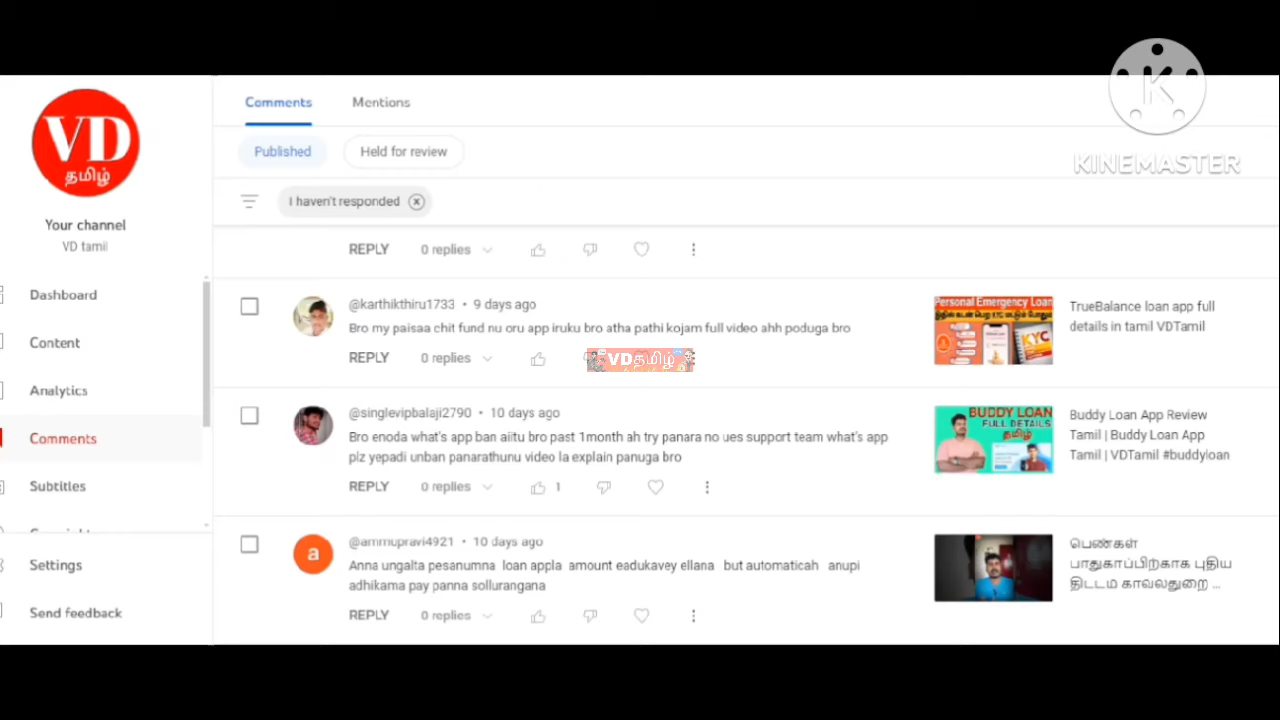 KINEMASTER
VD
தமிழ்
Your channel
VD tamil
Dashboard
Content
Analytics
Comments
Subtitles
Settings
Send feedback
Comments
Mentions
Published
Held for review
I haven't responded
REPLY 0 replies
@karthikthiru1733 • 9 days ago
Bro my paisaa chit fund nu oru app iruku bro atha pathi kojam full video ahh poduga bro
REPLY 0 replies
VDதமிழ்
Personal Emergency Loan
KYC
TrueBalance loan app full
details in tamil VDTamil
@singlevipbalaji2790 • 10 days ago
Bro enoda what's app ban aiitu bro past 1month ah try panara no ues support team what's app
plz yepadi unban panarathunu video la explain panuga bro
REPLY 0 replies 1
BUDDY LOAN
FULL DETAILS
தமிழ்
Buddy Loan App Review
Tamil | Buddy Loan App
Tamil | VDTamil #buddyloan
a
@ammupravi4921 • 10 days ago
Anna ungalta pesanumna loan appla amount eadukavey ellana but automaticah anupi
adhikama pay panna sollurangana
REPLY 0 replies
பெண்கள்
பாதுகாப்பிற்காக புதிய
திட்டம் காவலதுறை ...